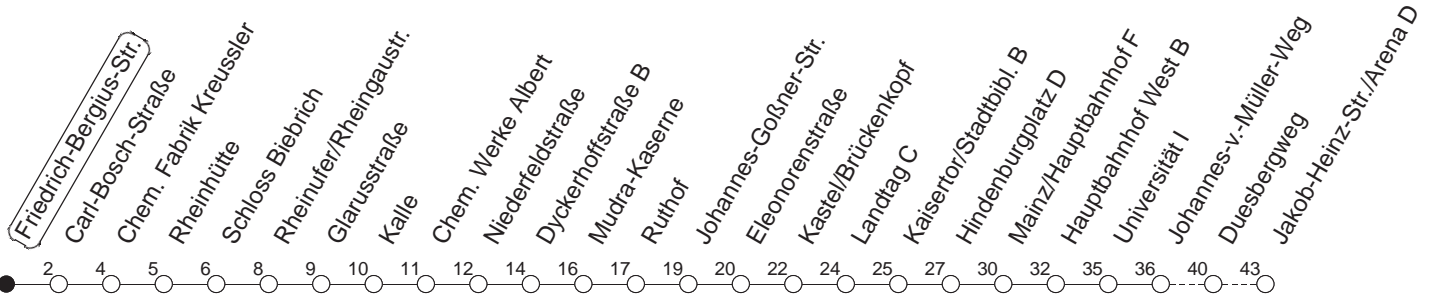 Friedrich-Bergius-Str.
Carl-Bosch-Straße
Chem. Fabrik Kreussler
Rheinhütte
Schloss Biebrich
Rheinufer/Rheingaustr.
Glarusstraße
Kalle
Chem. Werke Albert
Niederfeldstraße
Dyckerhoffstraße B
Mudra-Kaserne
Ruthof
Johannes-Goßner-Str.
Eleonorenstraße
Kastel/Brückenkopf
Landtag C
Kaisertor/Stadtbibl. B
Hindenburgplatz D
Mainz/Hauptbahnhof F
Hauptbahnhof West B
Universität I
Johannes-v.-Müller-Weg
Duesbergweg
Jakob-Heinz-Str./Arena D
2 4 5 6 8 9 10 11 12 14 16 17 19 20 22 24 25 27 30 32 35 36 40 43